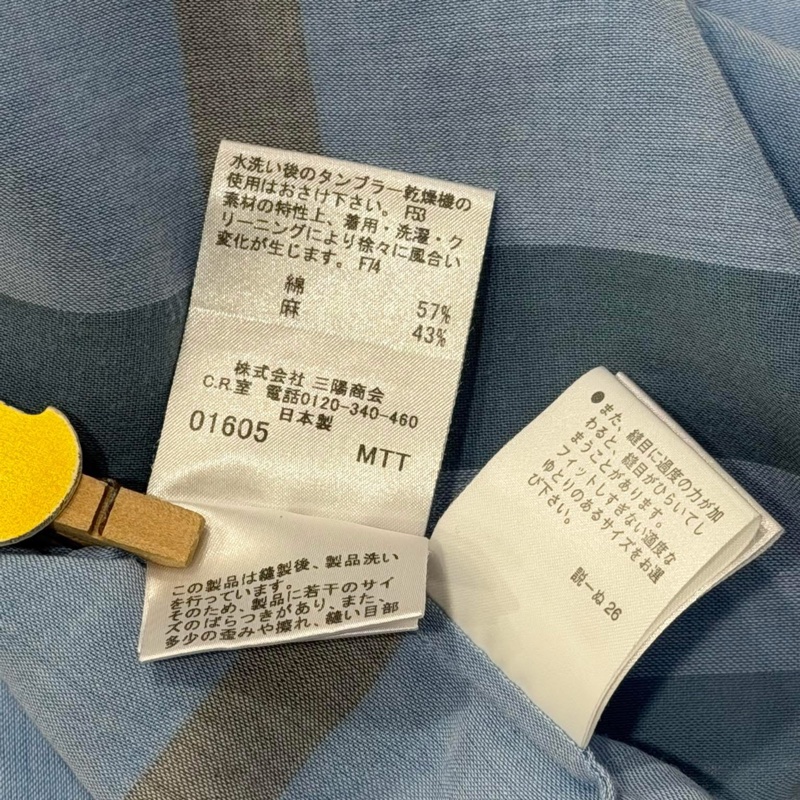 水洗い後のタンブラー乾燥機の
使用はおさけ下さい。 F53
素材の特性上、着用・洗濯・ク
リーニングにより徐々に風合い
変化が生じます。 F74
綿 57%
麻 43%
株式会社 三陽商会
C.R.室 電話0120-340-460
日本製
01605
MTT
この製品は縫製後、製品洗い
を行っています。
そのため、製品に若干のサイ
ズのばらつきがあり、また、
多少の歪みや擦れ、縫い目部
●また、縫目に過度の力が加
わると、縫目がひらいてし
まうことがあります。
フィットしすぎない適度な
ゆとりのあるサイズをお選
び下さい。
説ーぬ26